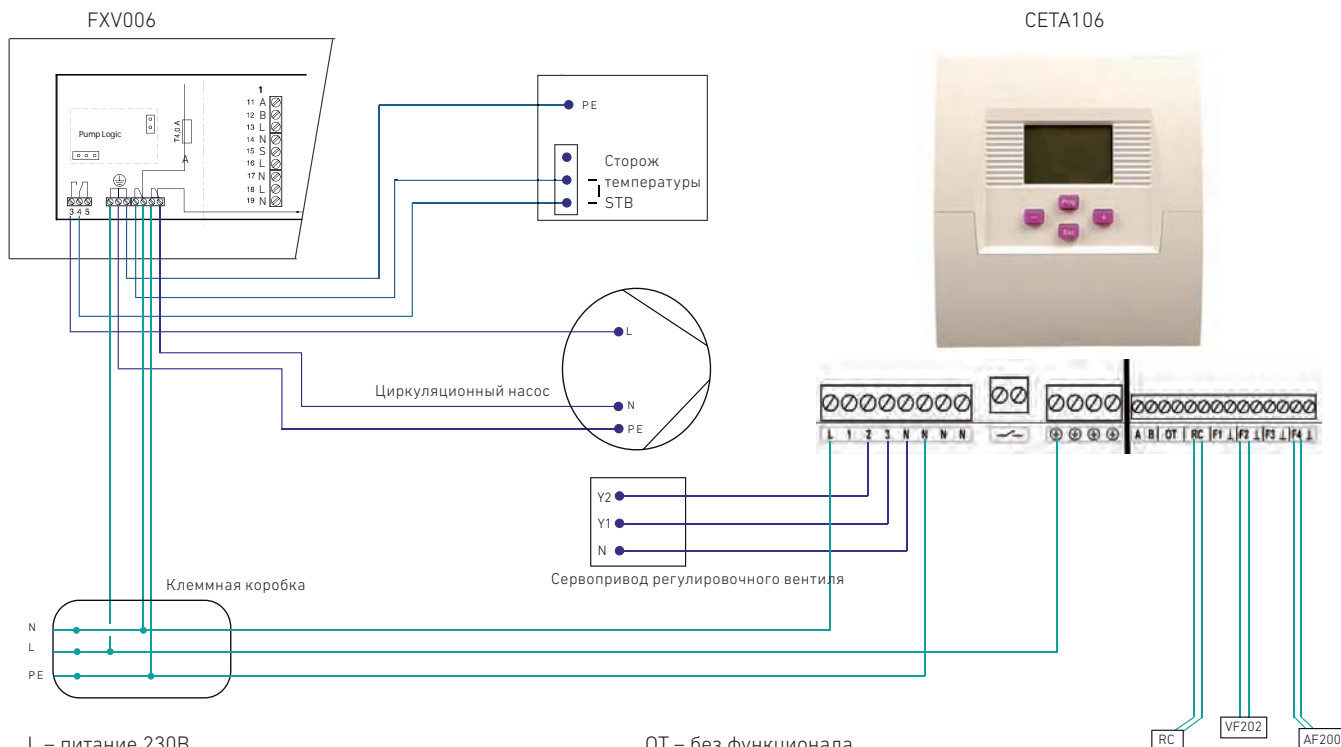 FXV006
CETA106
1
11 A
12 B
13 L
14 N
15 S
16 L
17 N
18 L
19 N
Pump Logic
T4,0 A
A
3 4 5
PE
Сторож
температуры
STB
Prog
-
+
Esc
L
Циркуляционный насос
N
PE
L 1 2 3 N N N N
A B OT RC F1 F2 F3 F4
Y2
Y1
N
Сервопривод регулировочного вентиля
Клеммная коробка
N
L
PE
RC
VF202
AF200
L – питание 230В
OT – без функционала